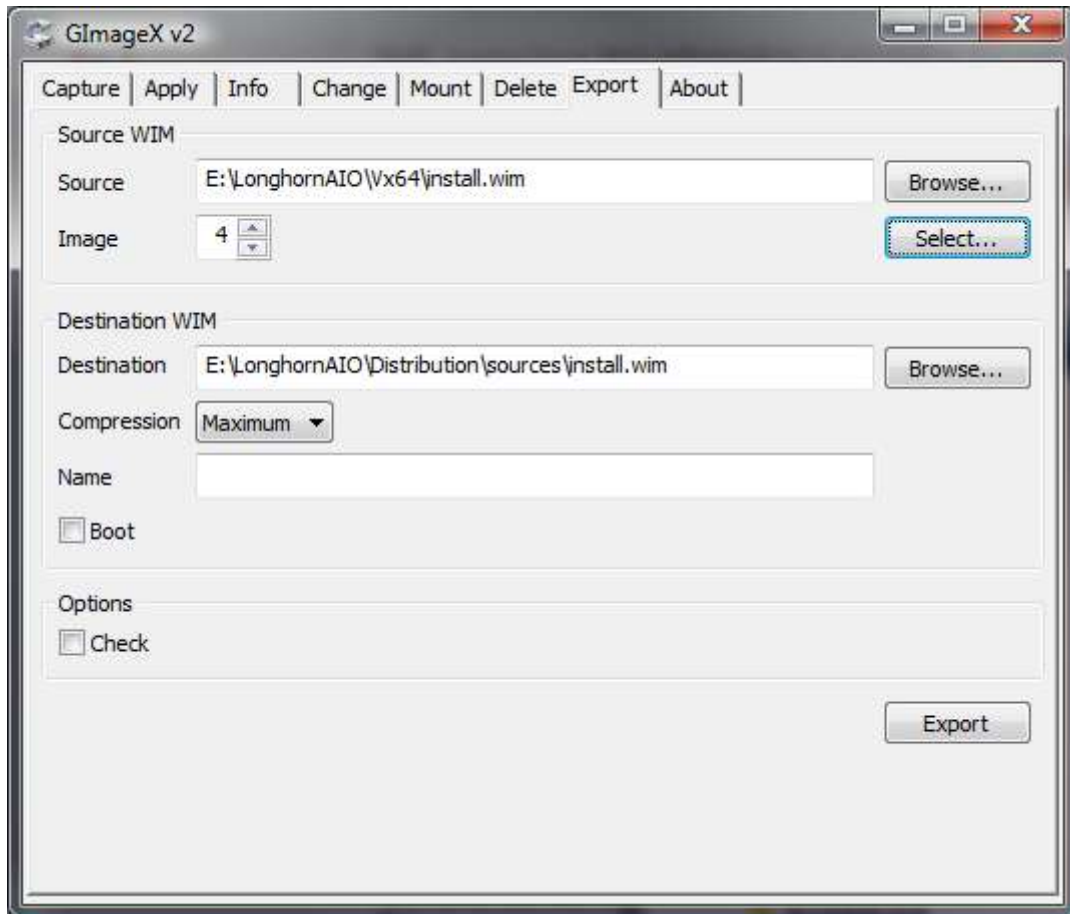 GImageX v2
Capture Apply Info Change Mount Delete Export About
Source WIM
Source E:\LonghornAIO\Vx64\install.wim Browse...
Image 4 Select...
Destination WIM
Destination E:\LonghornAIO\Distribution\sources\install.wim Browse...
Compression Maximum
Name
Boot
Options
Check
Export